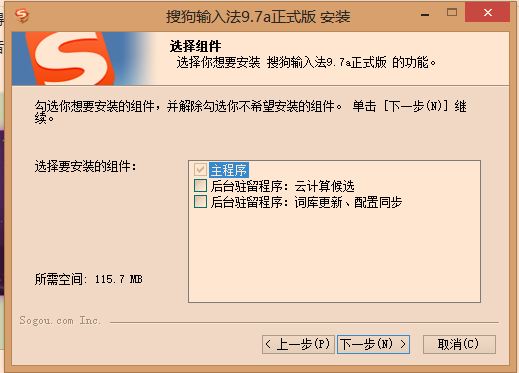 搜狗输入法9.7a正式版 安装
选择组件
选择你想要安装 搜狗输入法9.7a正式版 的功能。
勾选你想要安装的组件，并解除勾选你不希望安装的组件。 单击 [下一步(N)] 继
续。
选择要安装的组件:
主程序
后台驻留程序: 云计算候选
后台驻留程序: 词库更新、配置同步
所需空间: 115.7 MB
Sogou.com Inc.
< 上一步(P)
下一步(N) >
取消(C)